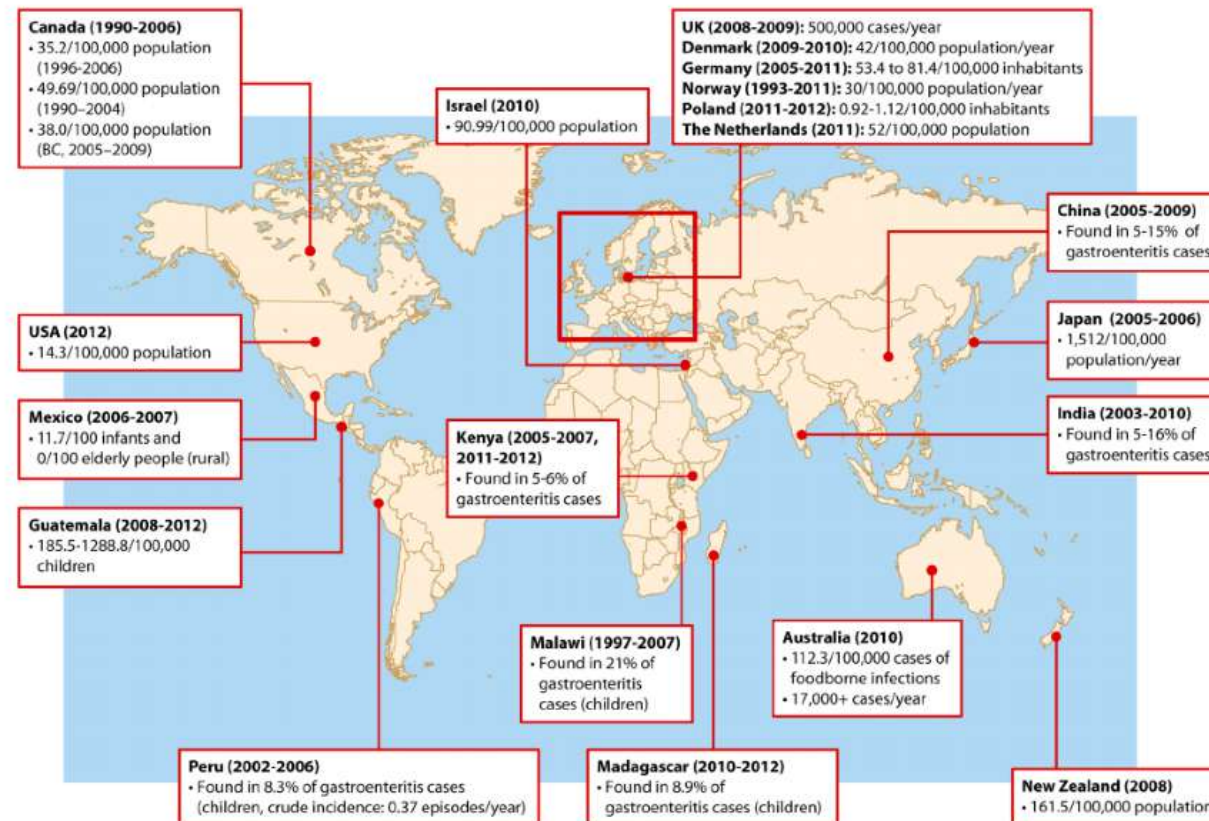 Canada (1990-2006)
• 35.2/100,000 population
(1996-2006)
• 49.69/100,000 population
(1990–2004)
• 38.0/100,000 population
(BC, 2005–2009)
Israel (2010)
• 90.99/100,000 population
UK (2008-2009): 500,000 cases/year
Denmark (2009-2010): 42/100,000 population/year
Germany (2005-2011): 53.4 to 81.4/100,000 inhabitants
Norway (1993-2011): 30/100,000 population/year
Poland (2011-2012): 0.92-1.12/100,000 inhabitants
The Netherlands (2011): 52/100,000 population
China (2005-2009)
• Found in 5-15% of
gastroenteritis cases
USA (2012)
• 14.3/100,000 population
Japan (2005-2006)
• 1,512/100,000
population/year
Mexico (2006-2007)
• 11.7/100 infants and
0/100 elderly people (rural)
Kenya (2005-2007,
2011-2012)
• Found in 5-6% of
gastroenteritis cases
India (2003-2010)
• Found in 5-16% of
gastroenteritis cases
Guatemala (2008-2012)
• 185.5-1288.8/100,000
children
Malawi (1997-2007)
• Found in 21% of
gastroenteritis
cases (children)
Australia (2010)
• 112.3/100,000 cases of
foodborne infections
• 17,000+ cases/year
Peru (2002-2006)
• Found in 8.3% of gastroenteritis cases
(children, crude incidence: 0.37 episodes/year)
Madagascar (2010-2012)
• Found in 8.9% of
gastroenteritis cases (children)
New Zealand (2008)
• 161.5/100,000 population